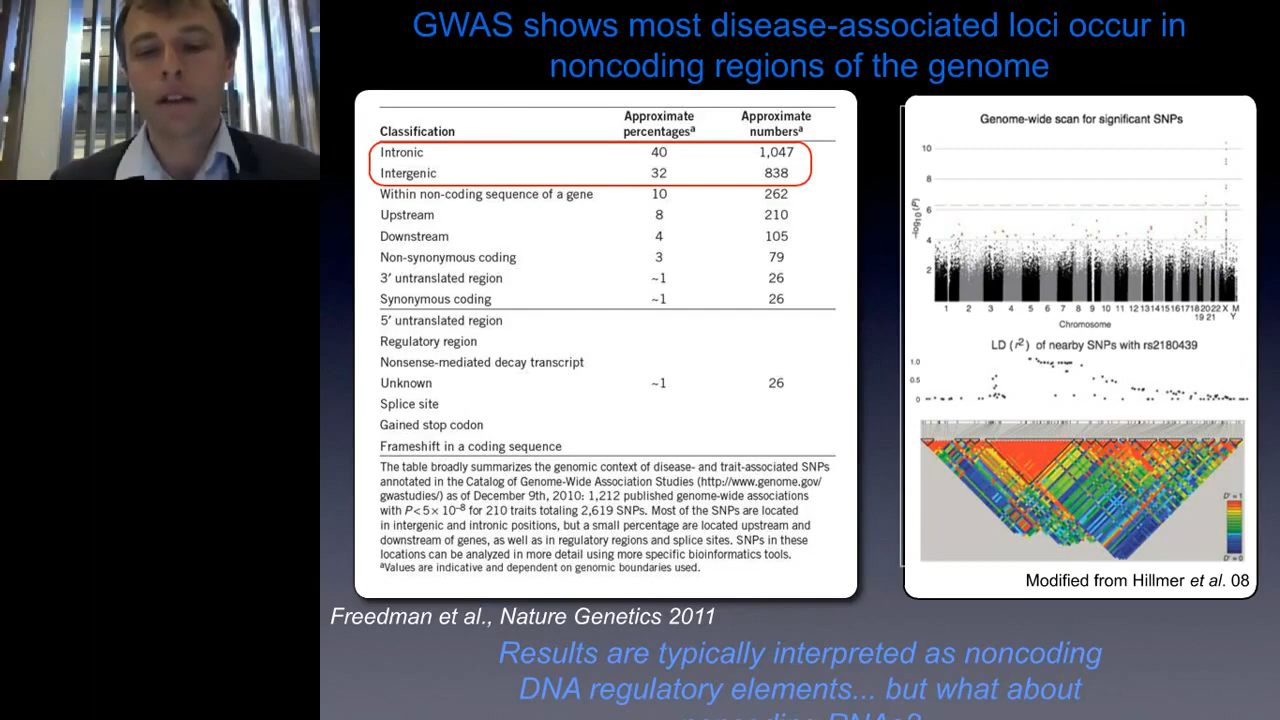 GWAS shows most disease-associated loci occur in
noncoding regions of the genome
Classification Approximate percentagesª Approximate numbersª
Intronic 40 1,047
Intergenic 32 838
Within non-coding sequence of a gene 10 262
Upstream 8 210
Downstream 4 105
Non-synonymous coding 3 79
3′ untranslated region ~1 26
Synonymous coding ~1 26
5′ untranslated region
Regulatory region
Nonsense-mediated decay transcript
Unknown ~1 26
Splice site
Gained stop codon
Frameshift in a coding sequence
The table broadly summarizes the genomic context of disease- and trait-associated SNPs
annotated in the Catalog of Genome-Wide Association Studies (http://www.genome.gov/
gwastudies/) as of December 9th, 2010: 1,212 published genome-wide associations
with P<5× 10⁻⁸ for 210 traits totaling 2,619 SNPs. Most of the SNPs are located
in intergenic and intronic positions, but a small percentage are located upstream and
downstream of genes, as well as in regulatory regions and splice sites. SNPs in these
locations can be analyzed in more detail using more specific bioinformatics tools.
ªValues are indicative and dependent on genomic boundaries used.
Freedman et al., Nature Genetics 2011
Genome-wide scan for significant SNPs
10
8
6
4
2
–log₁₀(P)
1 2 3 4 5 6 7 8 9 10 11 12 13 14 15 16 17 18 20 22 X M
19 21 Y
Chromosome
LD (r²) of nearby SNPs with rs2180439
1.0
0.5
0
D' = 1
D' = 0
Modified from Hillmer et al. 08
Results are typically interpreted as noncoding
DNA regulatory elements... but what about
noncoding RNAs?